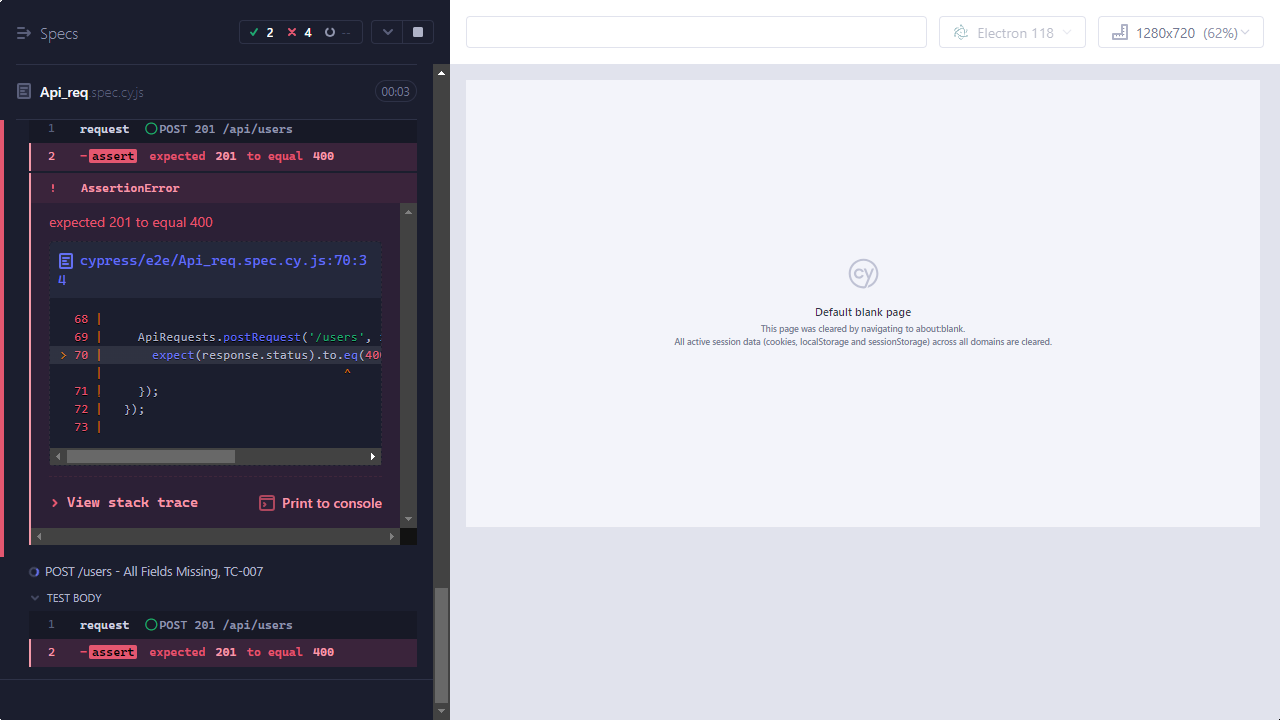 Specs
2 4 --
Electron 118
1280x720 (62%)
Api_req.spec.cy.js
00:03
1 request POST 201 /api/users
2 -assert expected 201 to equal 400
! AssertionError
expected 201 to equal 400
cypress/e2e/Api_req.spec.cy.js:70:3
4
68 |
69 | ApiRequests.postRequest('/users',
> 70 | expect(response.status).to.eq(400
| ^
71 | });
72 | });
73 |
View stack trace
Print to console
POST /users - All Fields Missing, TC-007
TEST BODY
1 request POST 201 /api/users
2 -assert expected 201 to equal 400
cy
Default blank page
This page was cleared by navigating to about:blank.
All active session data (cookies, localStorage and sessionStorage) across all domains are cleared.